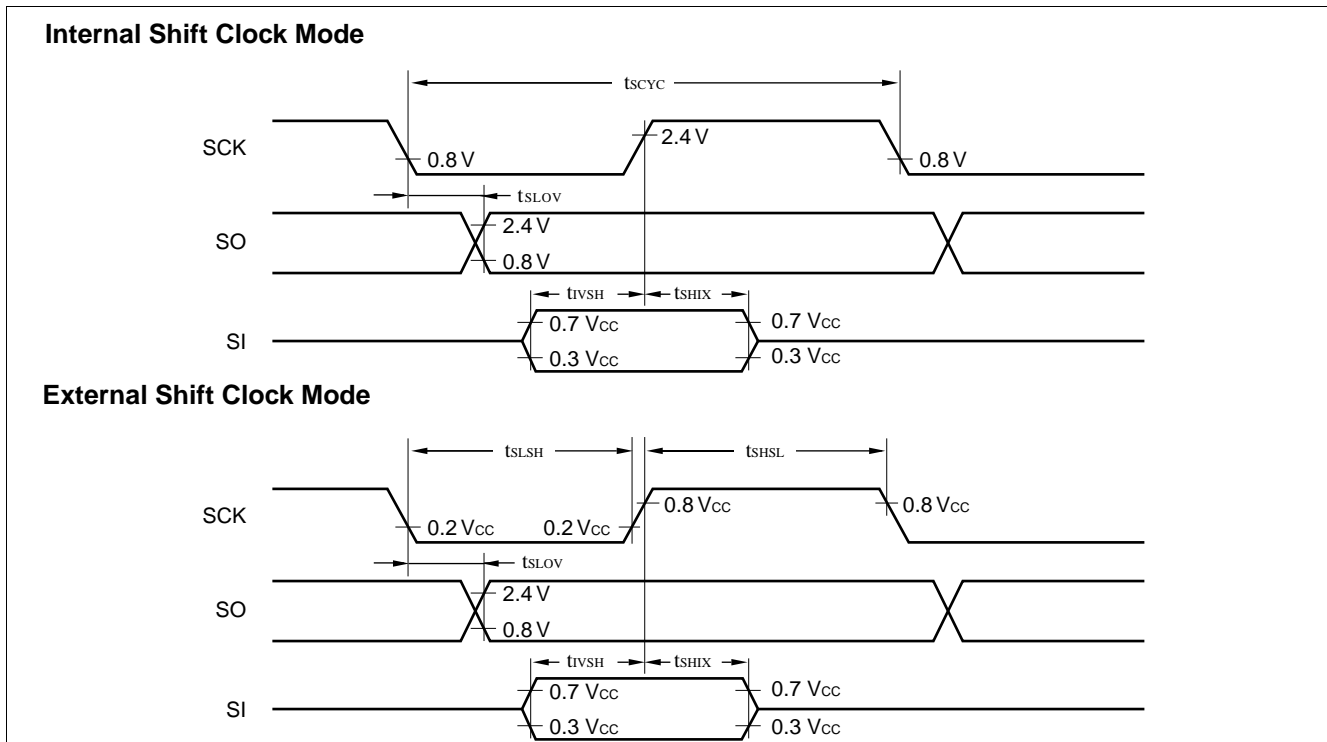 Internal Shift Clock Mode
tSCYC
SCK
0.8 V
2.4 V
0.8 V
tSLOV
SO
2.4 V
0.8 V
tIVSH
tSHIX
SI
0.7 VCC
0.3 VCC
0.7 VCC
0.3 VCC
External Shift Clock Mode
tSLSH
tSHSL
SCK
0.2 VCC
0.2 VCC
0.8 VCC
0.8 VCC
tSLOV
SO
2.4 V
0.8 V
tIVSH
tSHIX
SI
0.7 VCC
0.3 VCC
0.7 VCC
0.3 VCC